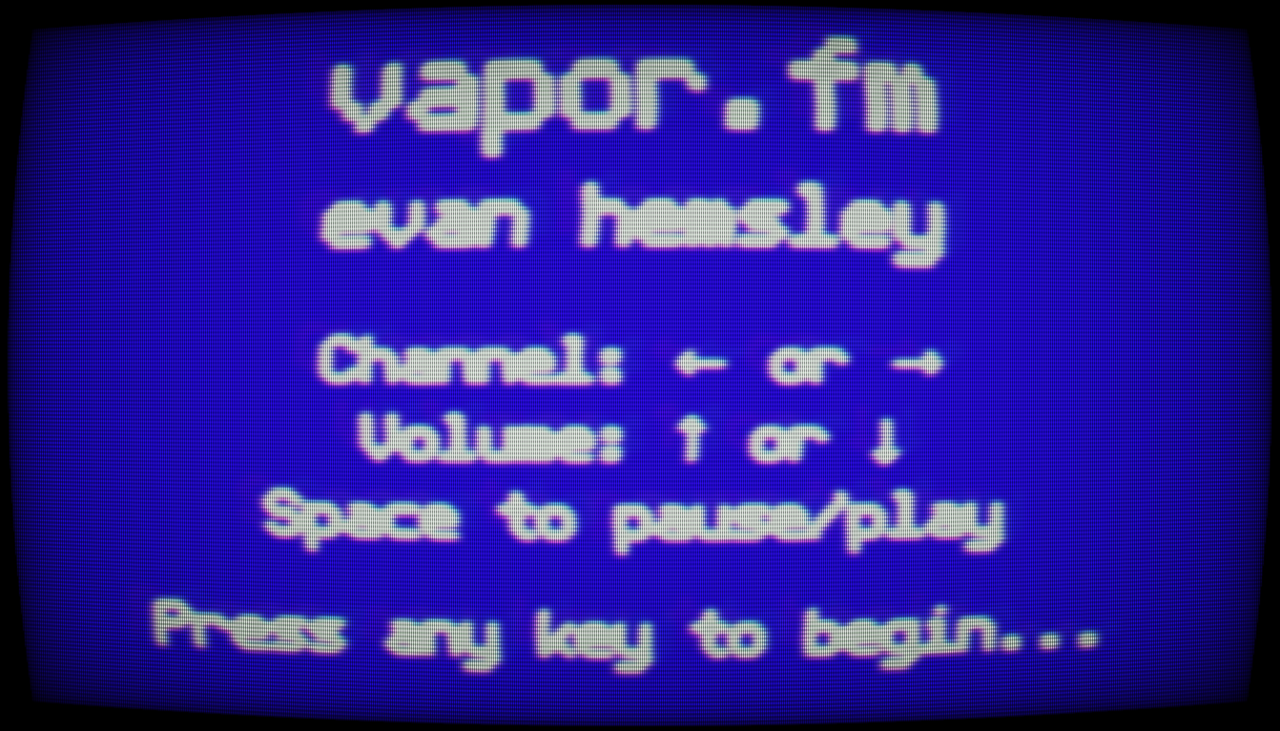 vapor.fm
evan hemsley
Channel: ← or →
Volume: ↑ or ↓
Space to pause/play
Press any key to begin...